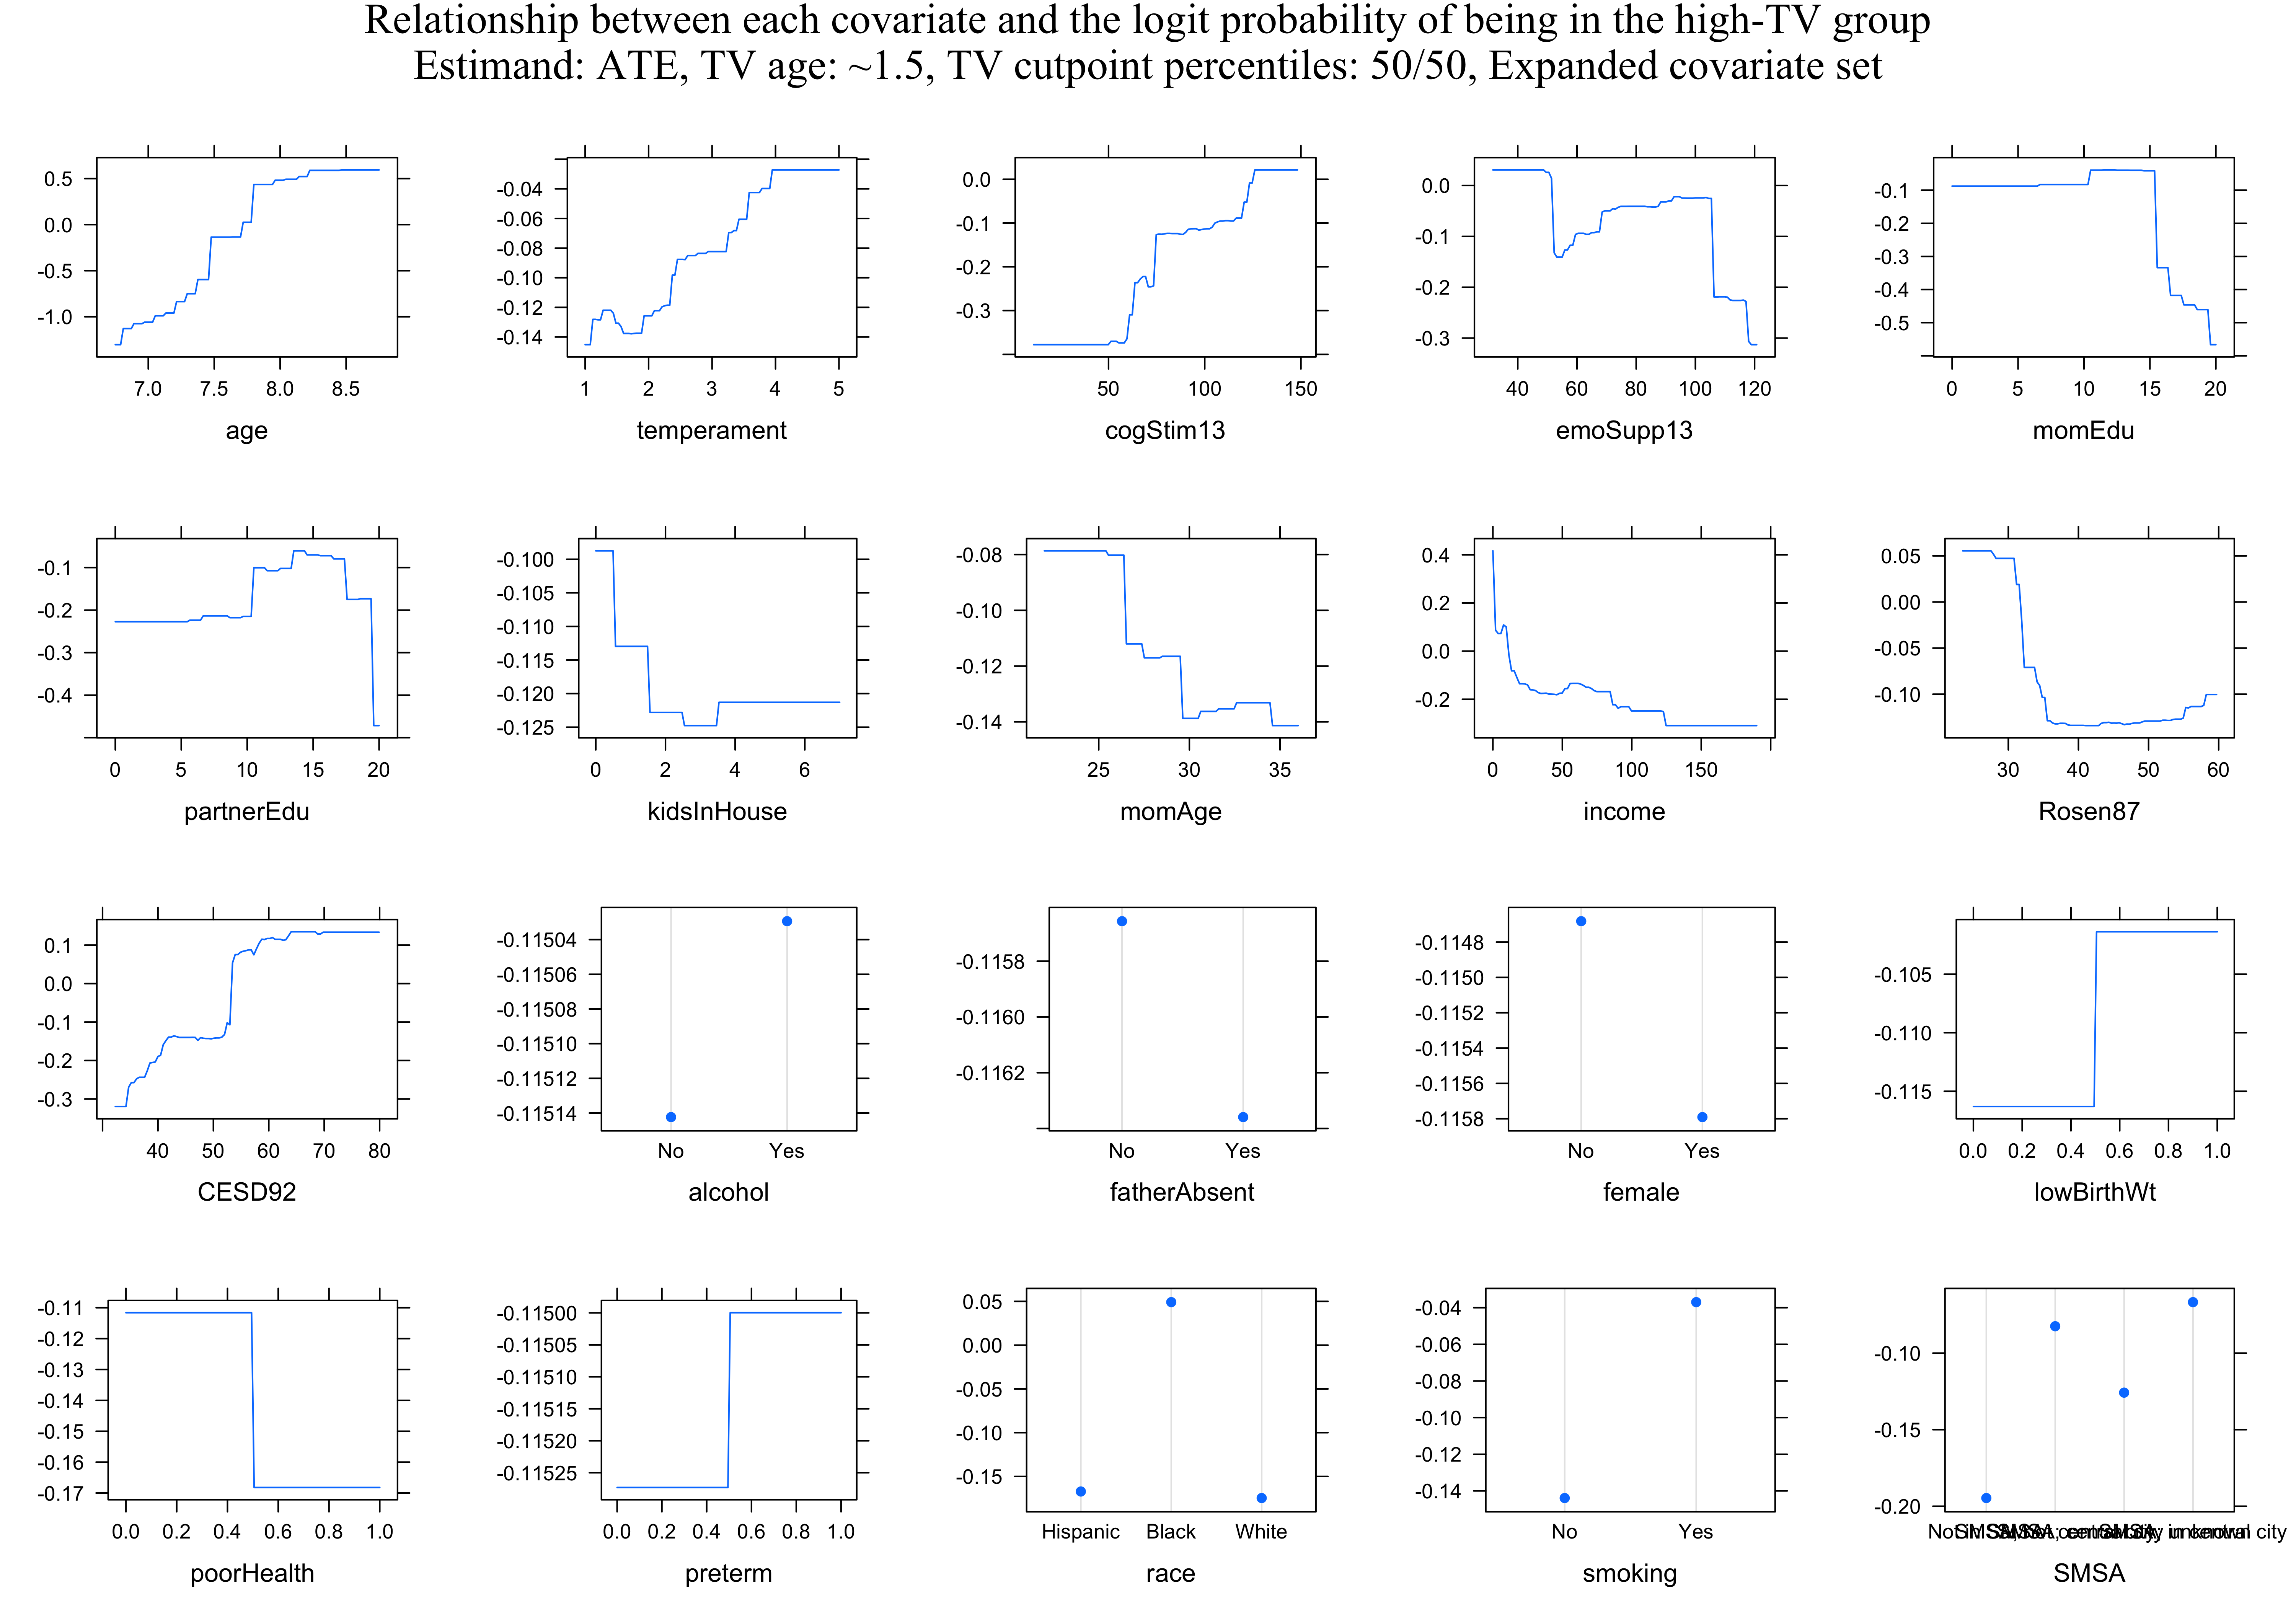 Relationship between each covariate and the logit probability of being in the high-TV group
Estimand: ATE, TV age: ~1.5, TV cutpoint percentiles: 50/50, Expanded covariate set
0.5
0.0
-0.5
-1.0
7.0 7.5 8.0 8.5
age
-0.04
-0.06
-0.08
-0.10
-0.12
-0.14
1 2 3 4 5
temperament
0.0
-0.1
-0.2
-0.3
50 100 150
cogStim13
0.0
-0.1
-0.2
-0.3
40 60 80 100 120
emoSupp13
-0.1
-0.2
-0.3
-0.4
-0.5
0 5 10 15 20
momEdu
-0.1
-0.2
-0.3
-0.4
0 5 10 15 20
partnerEdu
-0.100
-0.105
-0.110
-0.115
-0.120
-0.125
0 2 4 6
kidsInHouse
-0.08
-0.10
-0.12
-0.14
25 30 35
momAge
0.4
0.2
0.0
-0.2
0 50 100 150
income
0.05
0.00
-0.05
-0.10
30 40 50 60
Rosen87
0.1
0.0
-0.1
-0.2
-0.3
40 50 60 70 80
CESD92
-0.11504
-0.11506
-0.11508
-0.11510
-0.11512
-0.11514
No Yes
alcohol
-0.1158
-0.1160
-0.1162
No Yes
fatherAbsent
-0.1148
-0.1150
-0.1152
-0.1154
-0.1156
-0.1158
No Yes
female
-0.105
-0.110
-0.115
0.0 0.2 0.4 0.6 0.8 1.0
lowBirthWt
-0.11
-0.12
-0.13
-0.14
-0.15
-0.16
-0.17
0.0 0.2 0.4 0.6 0.8 1.0
poorHealth
-0.11500
-0.11505
-0.11510
-0.11515
-0.11520
-0.11525
0.0 0.2 0.4 0.6 0.8 1.0
preterm
0.05
0.00
-0.05
-0.10
-0.15
Hispanic Black White
race
-0.04
-0.06
-0.08
-0.10
-0.12
-0.14
No Yes
smoking
-0.10
-0.15
-0.20
city
SMSA